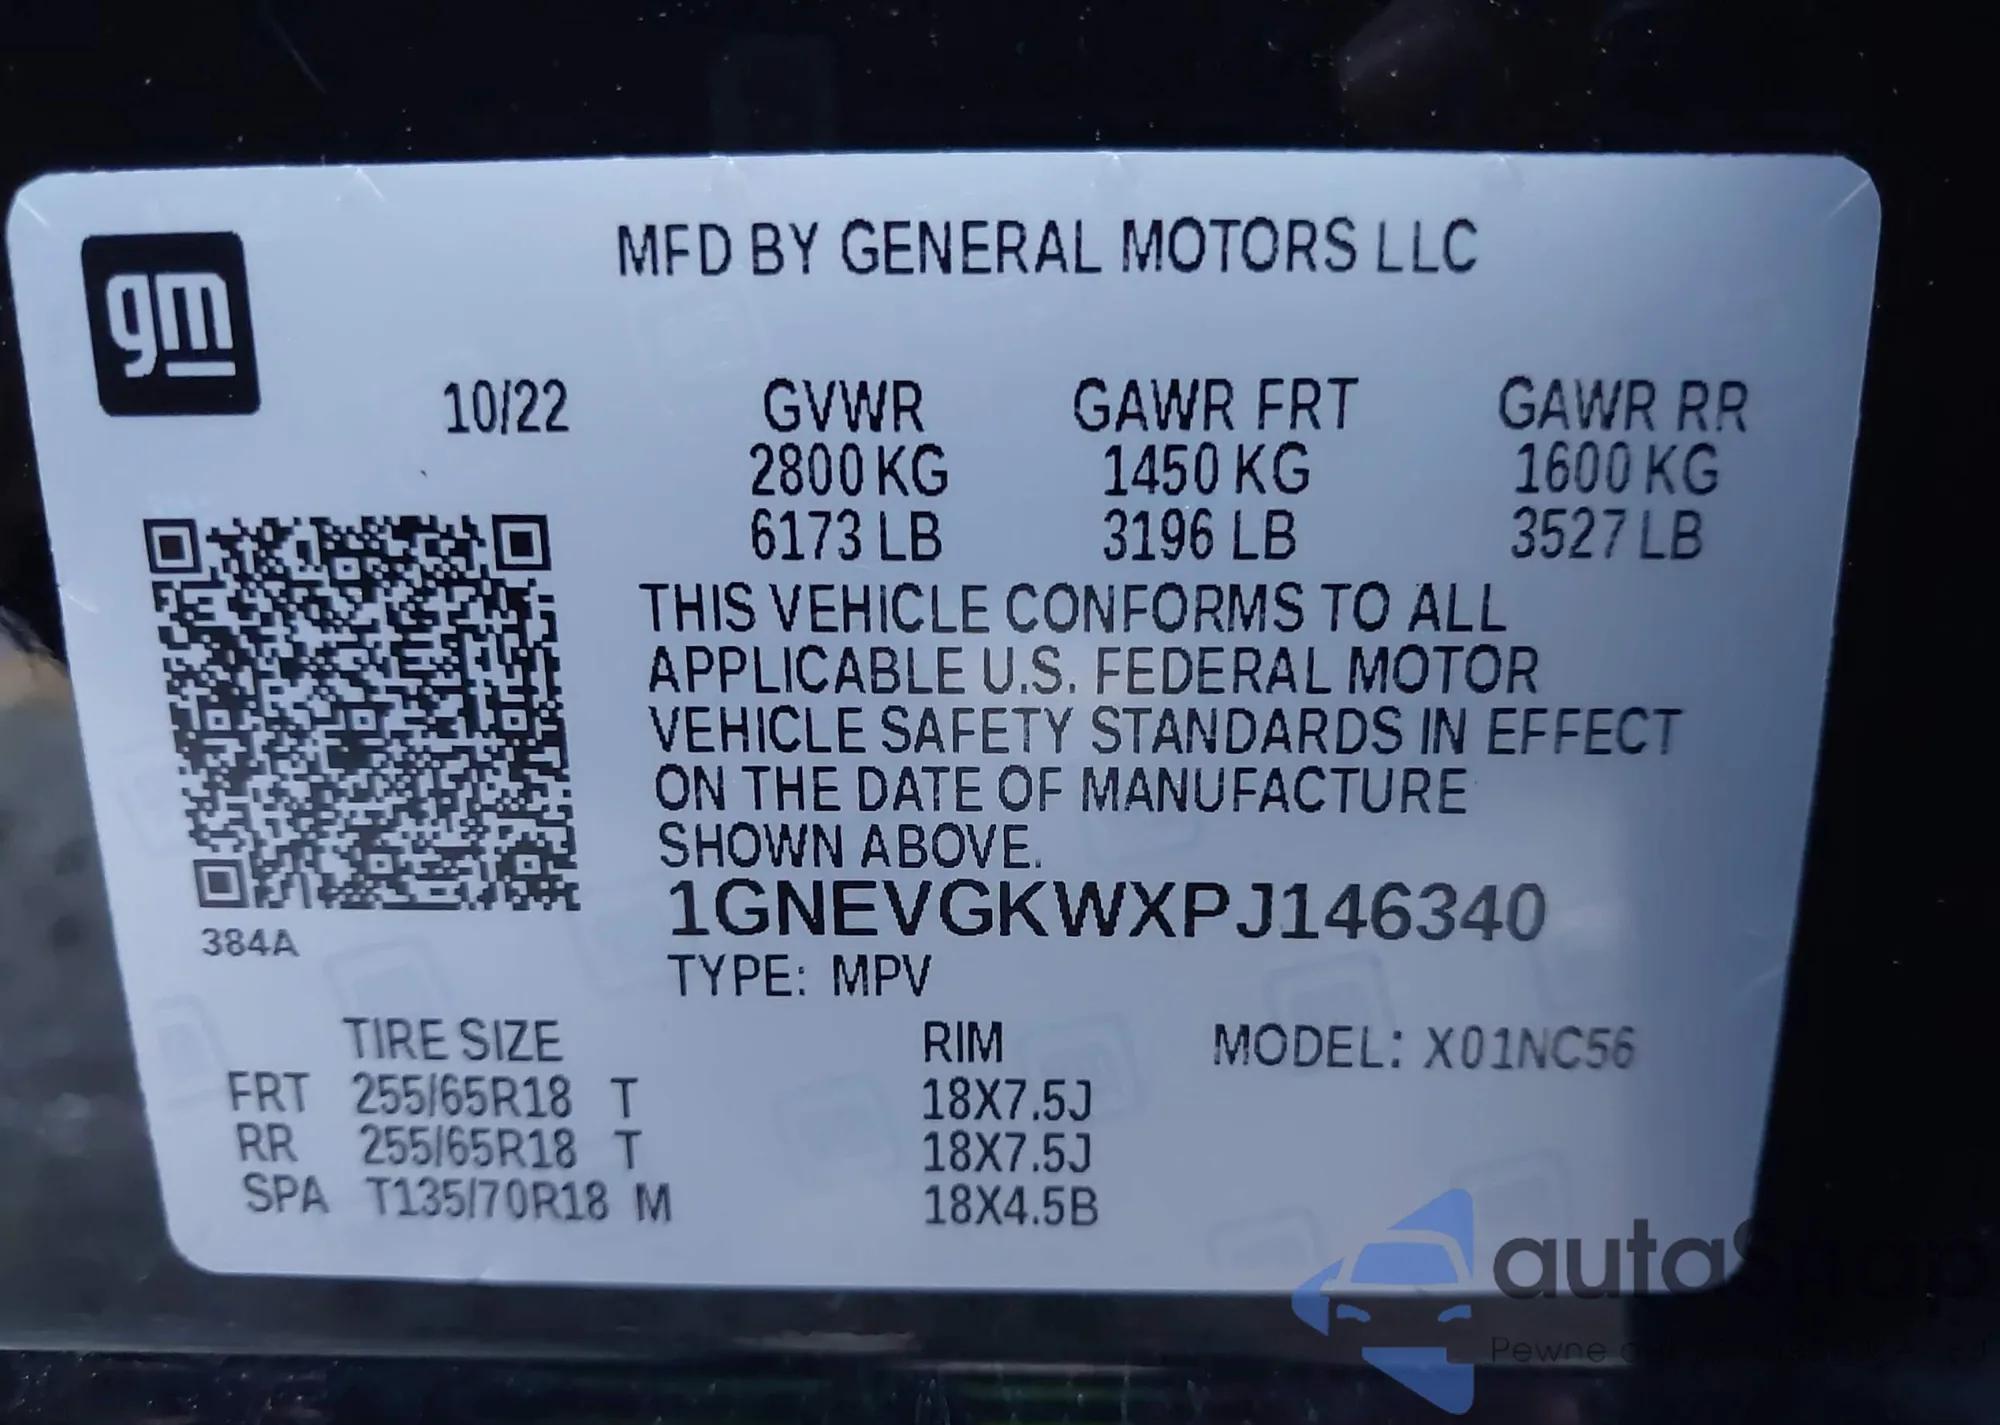 gm
MFD BY GENERAL MOTORS LLC
10/22 GVWR GAWR FRT GAWR RR
2800 KG 1450 KG 1600 KG
6173 LB 3196 LB 3527 LB
THIS VEHICLE CONFORMS TO ALL
APPLICABLE U.S. FEDERAL MOTOR
VEHICLE SAFETY STANDARDS IN EFFECT
ON THE DATE OF MANUFACTURE
SHOWN ABOVE.
1GNEVGKWXPJ146340
384A
TYPE: MPV
TIRE SIZE RIM MODEL: X01NC56
FRT 255/65R18 T 18X7.5J
RR 255/65R18 T 18X7.5J
SPA T135/70R18 M 18X4.5B
autaShop
Pewne